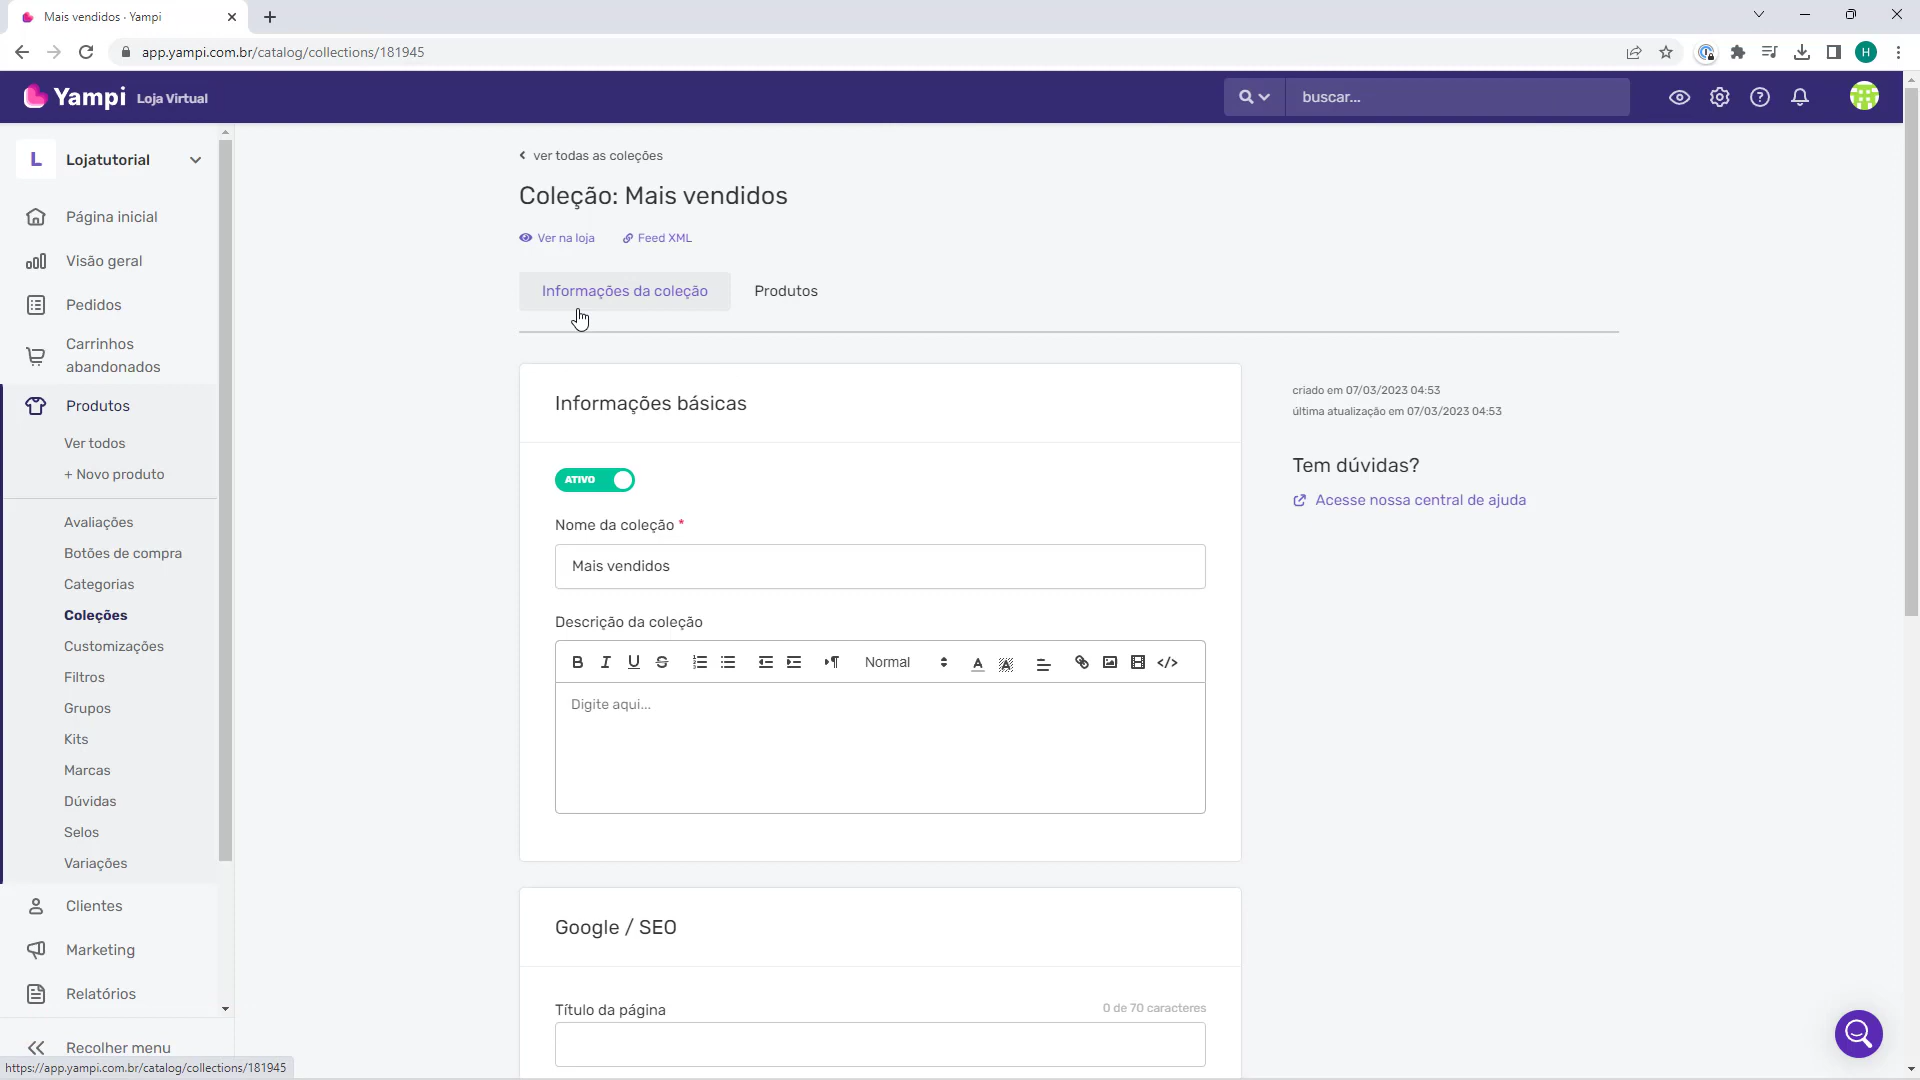 Mais vendidos · Yampi
app.yampi.com.br/catalog/collections/181945
H
Yampi Loja Virtual
buscar...
L Lojatutorial
Página inicial
Visão geral
Pedidos
Carrinhos
abandonados
Produtos
Ver todos
+ Novo produto
Avaliações
Botões de compra
Categorias
Coleções
Customizações
Filtros
Grupos
Kits
Marcas
Dúvidas
Selos
Variações
Clientes
Marketing
Relatórios
Recolher menu
https://app.yampi.com.br/catalog/collections/181945
ver todas as coleções
Coleção: Mais vendidos
Ver na loja Feed XML
Informações da coleção Produtos
Informações básicas
ATIVO
Nome da coleção *
Mais vendidos
Descrição da coleção
Normal
Digite aqui...
Google / SEO
Título da página 0 de 70 caracteres
criado em 07/03/2023 04:53
última atualização em 07/03/2023 04:53
Tem dúvidas?
Acesse nossa central de ajuda